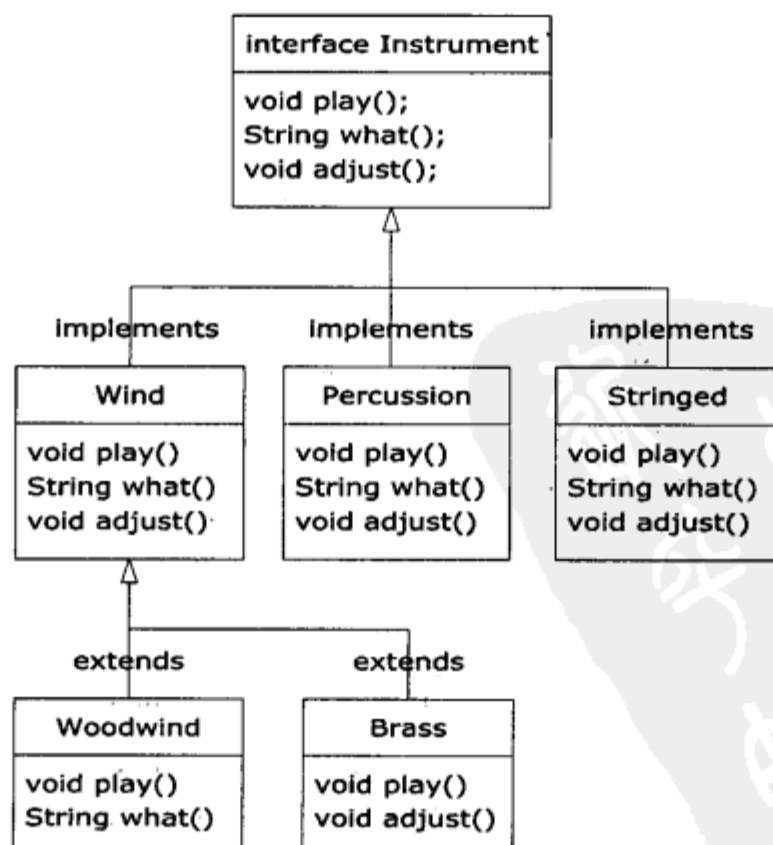 interface Instrument
void play();
String what();
void adjust();
implements
implements
implements
Wind
void play()
String what()
void adjust()
Percussion
void play()
String what()
void adjust()
Stringed
void play()
String what()
void adjust()
extends
extends
Woodwind
void play()
String what()
Brass
void play()
void adjust()